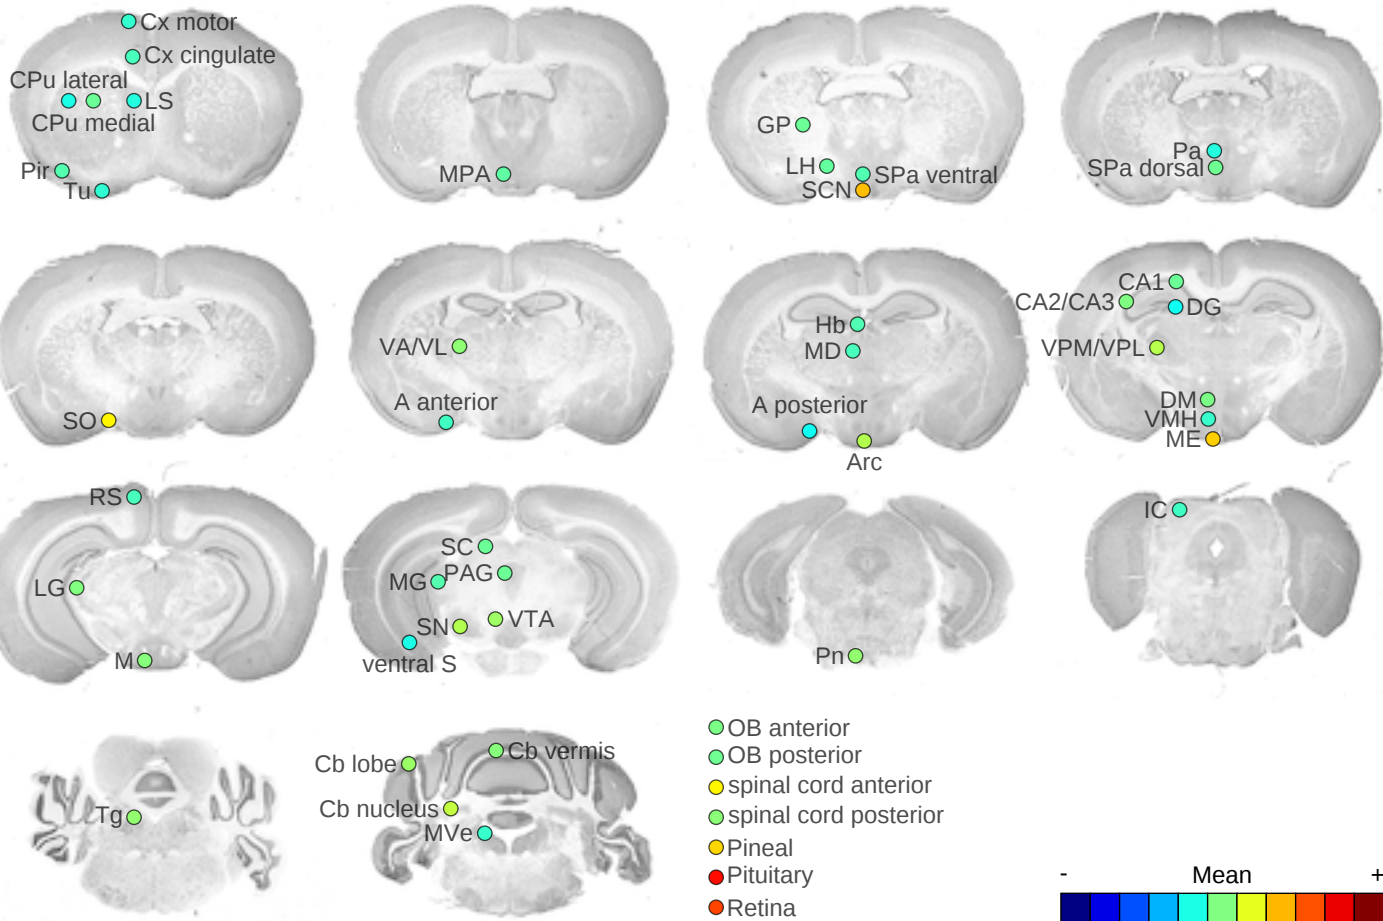 Cx motor
Cx cingulate
CPu lateral
LS
CPu medial
Pir
Tu
MPA
GP
LH
SPa ventral
SCN
Pa
SPa dorsal
SO
VA/VL
A anterior
Hb
MD
A posterior
Arc
CA1
CA2/CA3
DG
VPM/VPL
DM
VMH
ME
RS
LG
M
SC
PAG
MG
VTA
SN
ventral S
Pn
IC
Tg
Cb vermis
Cb lobe
Cb nucleus
MVe
OB anterior
OB posterior
spinal cord anterior
spinal cord posterior
Pineal
Pituitary
Retina
- Mean +